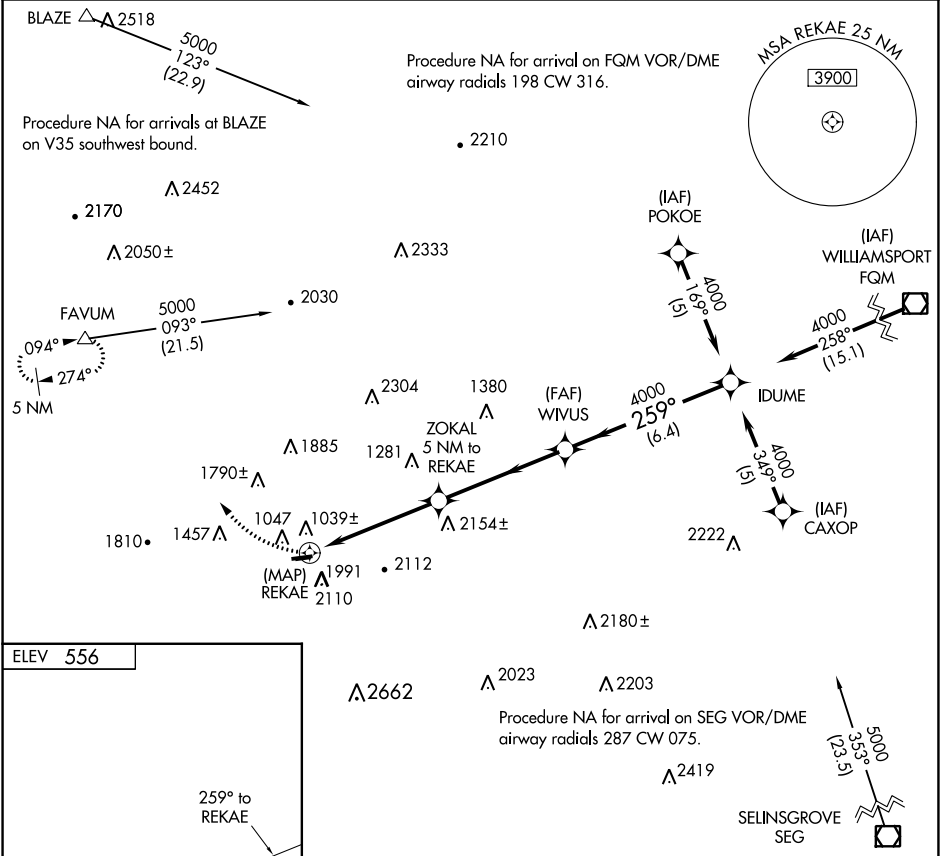 BLAZE
2518
5000
123°
(22.9)
Procedure NA for arrival on FQM VOR/DME
airway radials 198 CW 316.
MSA REKAE 25 NM
3900
Procedure NA for arrivals at BLAZE
on V35 southwest bound.
2210
2452
2170
2050±
2333
(IAF)
POKOE
4000
169°
(5)
(IAF)
WILLIAMSPORT
FQM
4000
258°
(15.1)
FAVUM
5000
093°
(21.5)
2030
094°
274°
5 NM
2304
1380
(FAF)
WIVUS
4000
259°
(6.4)
IDUME
ZOKAL
5 NM to
REKAE
1885
1281
1790±
4000
349°
(5)
(IAF)
CAXOP
1810
1457
1047
1039±
2154±
2222
(MAP)
REKAE
1991
2110
2112
2180±
ELEV 556
2662
2023
2203
Procedure NA for arrival on SEG VOR/DME
airway radials 287 CW 075.
5000
353°
(23.5)
2419
259° to
REKAE
SELINSGROVE
SEG